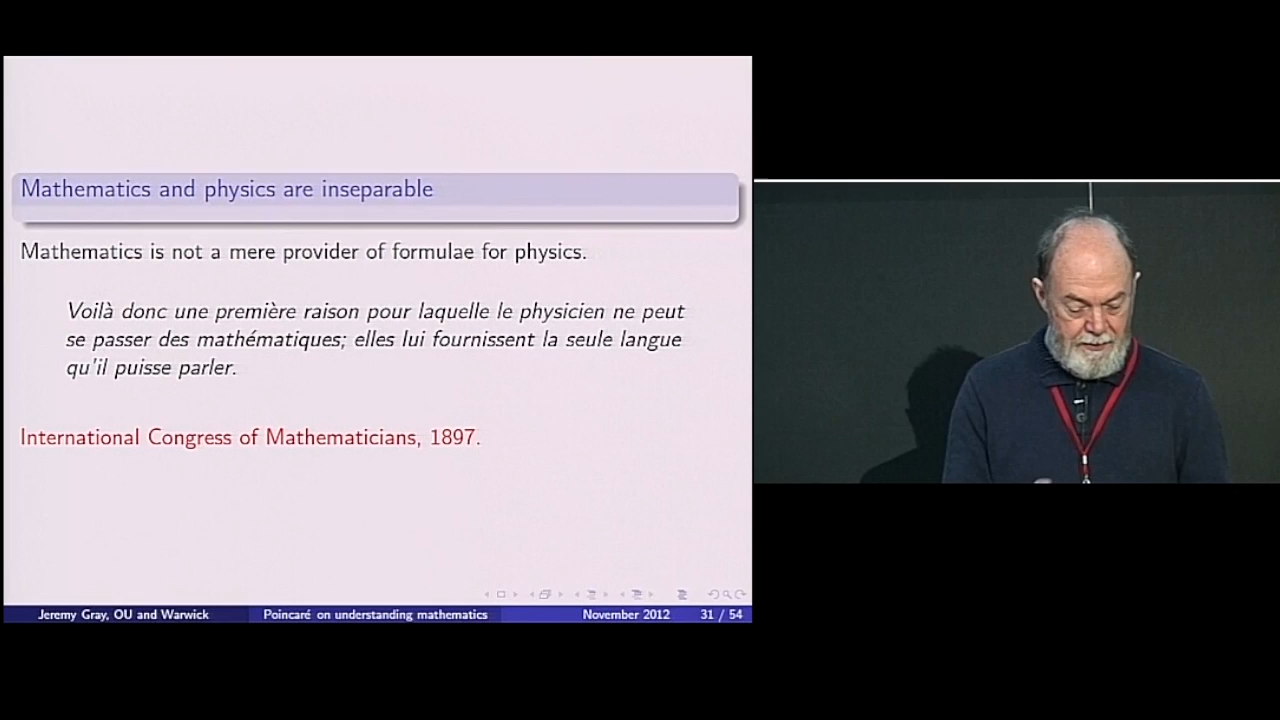 Mathematics and physics are inseparable
Mathematics is not a mere provider of formulae for physics.
Voilà donc une première raison pour laquelle le physicien ne peut
se passer des mathématiques; elles lui fournissent la seule langue
qu'il puisse parler.
International Congress of Mathematicians, 1897.
Jeremy Gray, OU and Warwick Poincaré on understanding mathematics November 2012 31 / 54